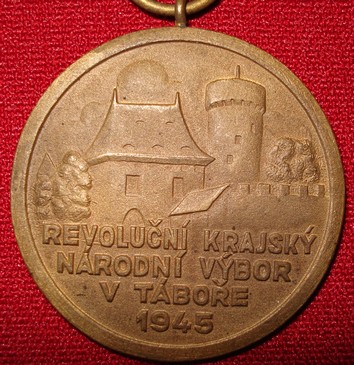 REVOLUČNÍ KRAJSKÝ
NÁRODNÍ VÝBOR
V TÁBOŘE
1945